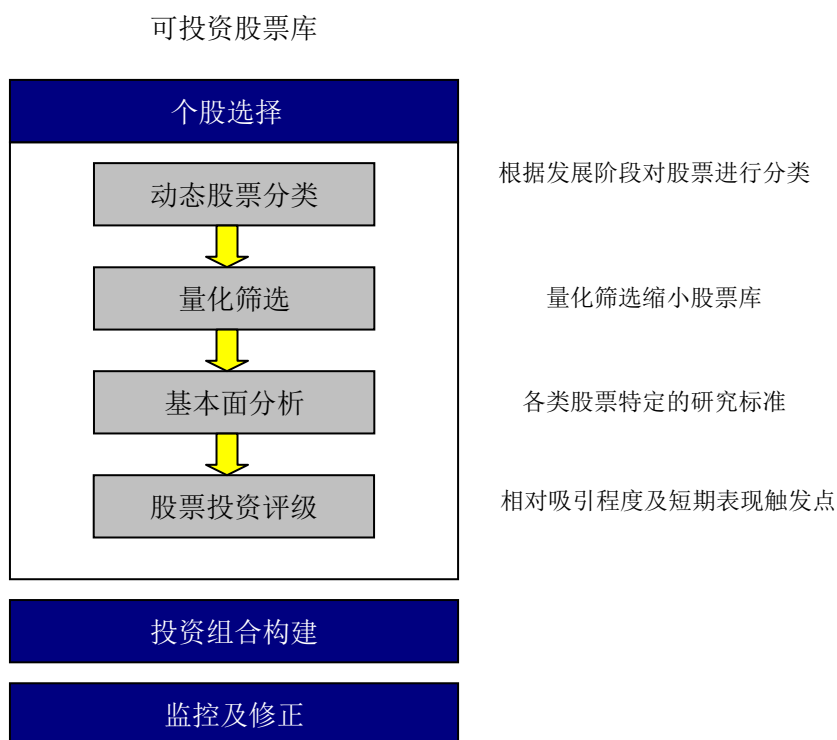 可投资股票库
个股选择
动态股票分类
根据发展阶段对股票进行分类
量化筛选
量化筛选缩小股票库
基本面分析
各类股票特定的研究标准
股票投资评级
相对吸引程度及短期表现触发点
投资组合构建
监控及修正